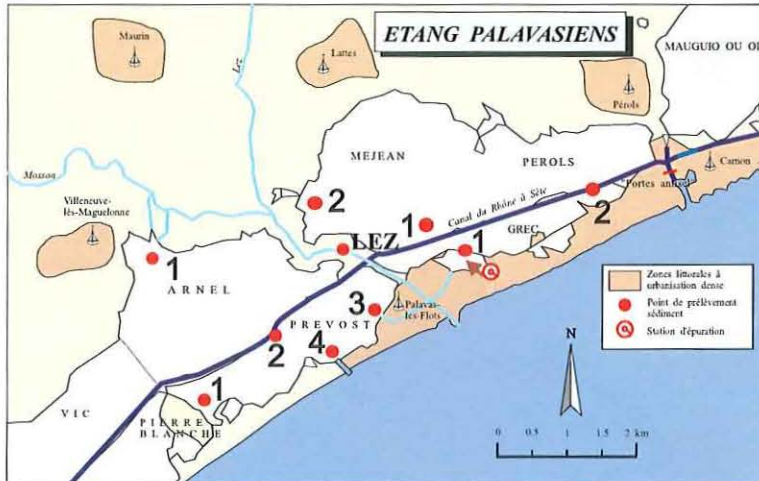 ETANG PALAVASIENS
MAUGUIO OU
Maurin
Lattes
Lez
Pérols
MEJEAN
PEROLS
Mosson
Carnon
Portes
Villeneuve-
lès-Maguelonne
2
1
Canal du Rhône à Sète
2
LEZ
1
GREC
1
ARNEL
3
Palavas-
les-Flots
PREVOST
2
4
1
VIC
PIERRE
BLANCHE
Zones littorales à
urbanisation dense
Point de prélèvement
sédiment
Station d'épuration
N
0 0.5 1 1.5 2 km